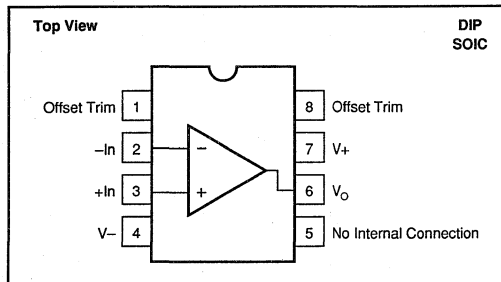 Top View
DIP
SOIC
Offset Trim 1
8 Offset Trim
–In 2
–
7 V+
+In 3
+
6 VO
V– 4
5 No Internal Connection